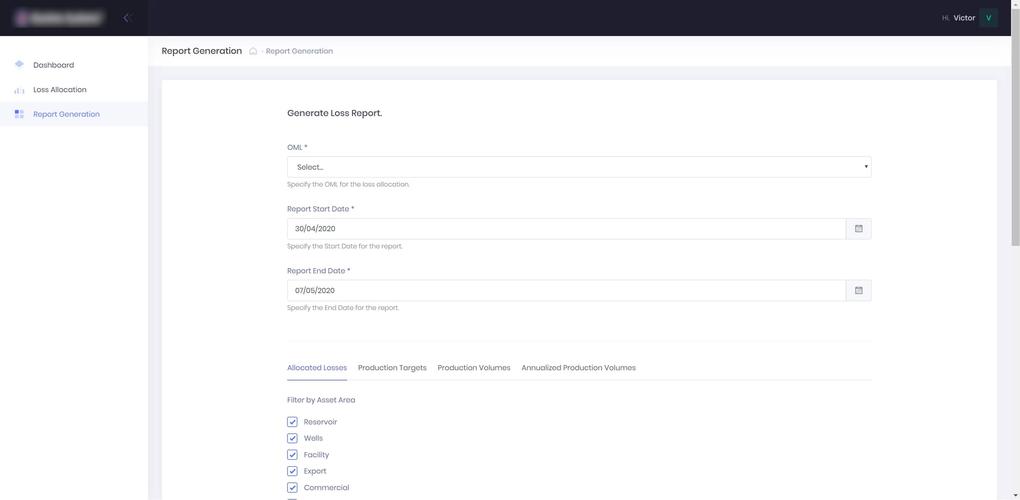 Hi, Victor V
Report Generation - Report Generation
Dashboard
Loss Allocation
Report Generation
Generate Loss Report.
OML *
Select...
Specify the OML for the loss allocation.
Report Start Date *
30/04/2020
Specify the Start Date for the report.
Report End Date *
07/05/2020
Specify the End Date for the report.
Allocated Losses Production Targets Production Volumes Annualized Production Volumes
Filter by Asset Area
Reservoir
Wells
Facility
Export
Commercial